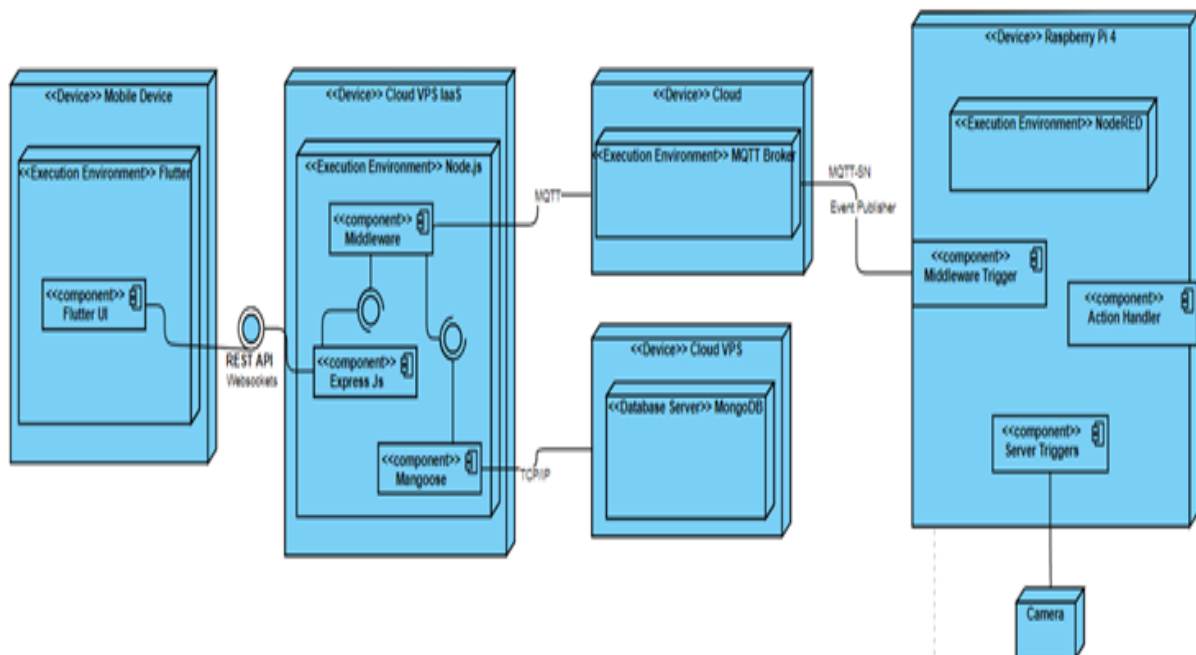 <<Device>> Mobile Device
<<Execution Environment>> Flutter
<<component>>
Flutter UI
REST API
Websockets
<<Device>> Cloud VPS IaaS
<<Execution Environment>> Node.js
<<component>>
Middleware
<<component>>
Express Js
<<component>>
Mangoose
MQTT
TCP/IP
<<Device>> Cloud
<<Execution Environment>> MQTT Broker
<<Device>> Cloud VPS
<<Database Server>> MongoDB
MQTT-SN
Event Publisher
<<Device>> Raspberry Pi 4
<<Execution Environment>> NodeRED
<<component>>
Middleware Trigger
<<component>>
Action Handler
<<component>>
Server Triggers
Camera